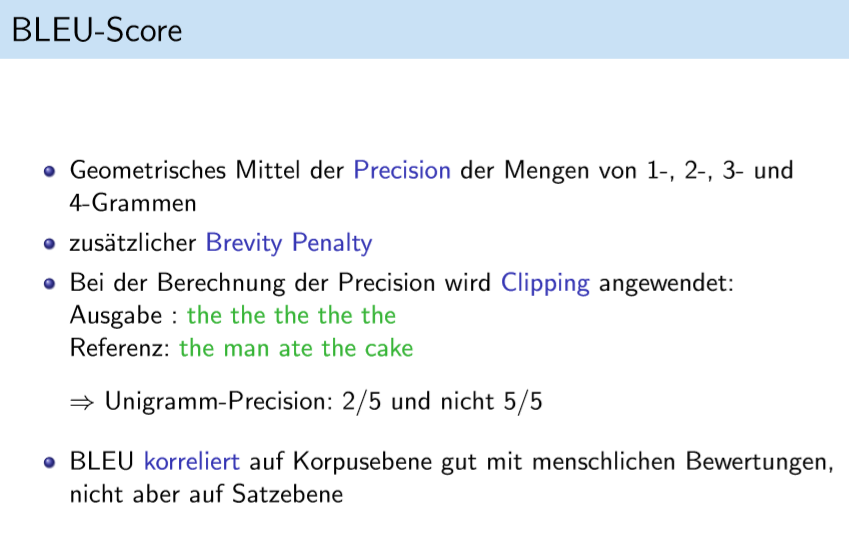 BLEU-Score
Geometrisches Mittel der Precision der Mengen von 1-, 2-, 3- und
4-Grammen
zusätzlicher Brevity Penalty
Bei der Berechnung der Precision wird Clipping angewendet:
Ausgabe : the the the the the
Referenz: the man ate the cake
⇒ Unigramm-Precision: 2/5 und nicht 5/5
BLEU korreliert auf Korpusebene gut mit menschlichen Bewertungen,
nicht aber auf Satzebene